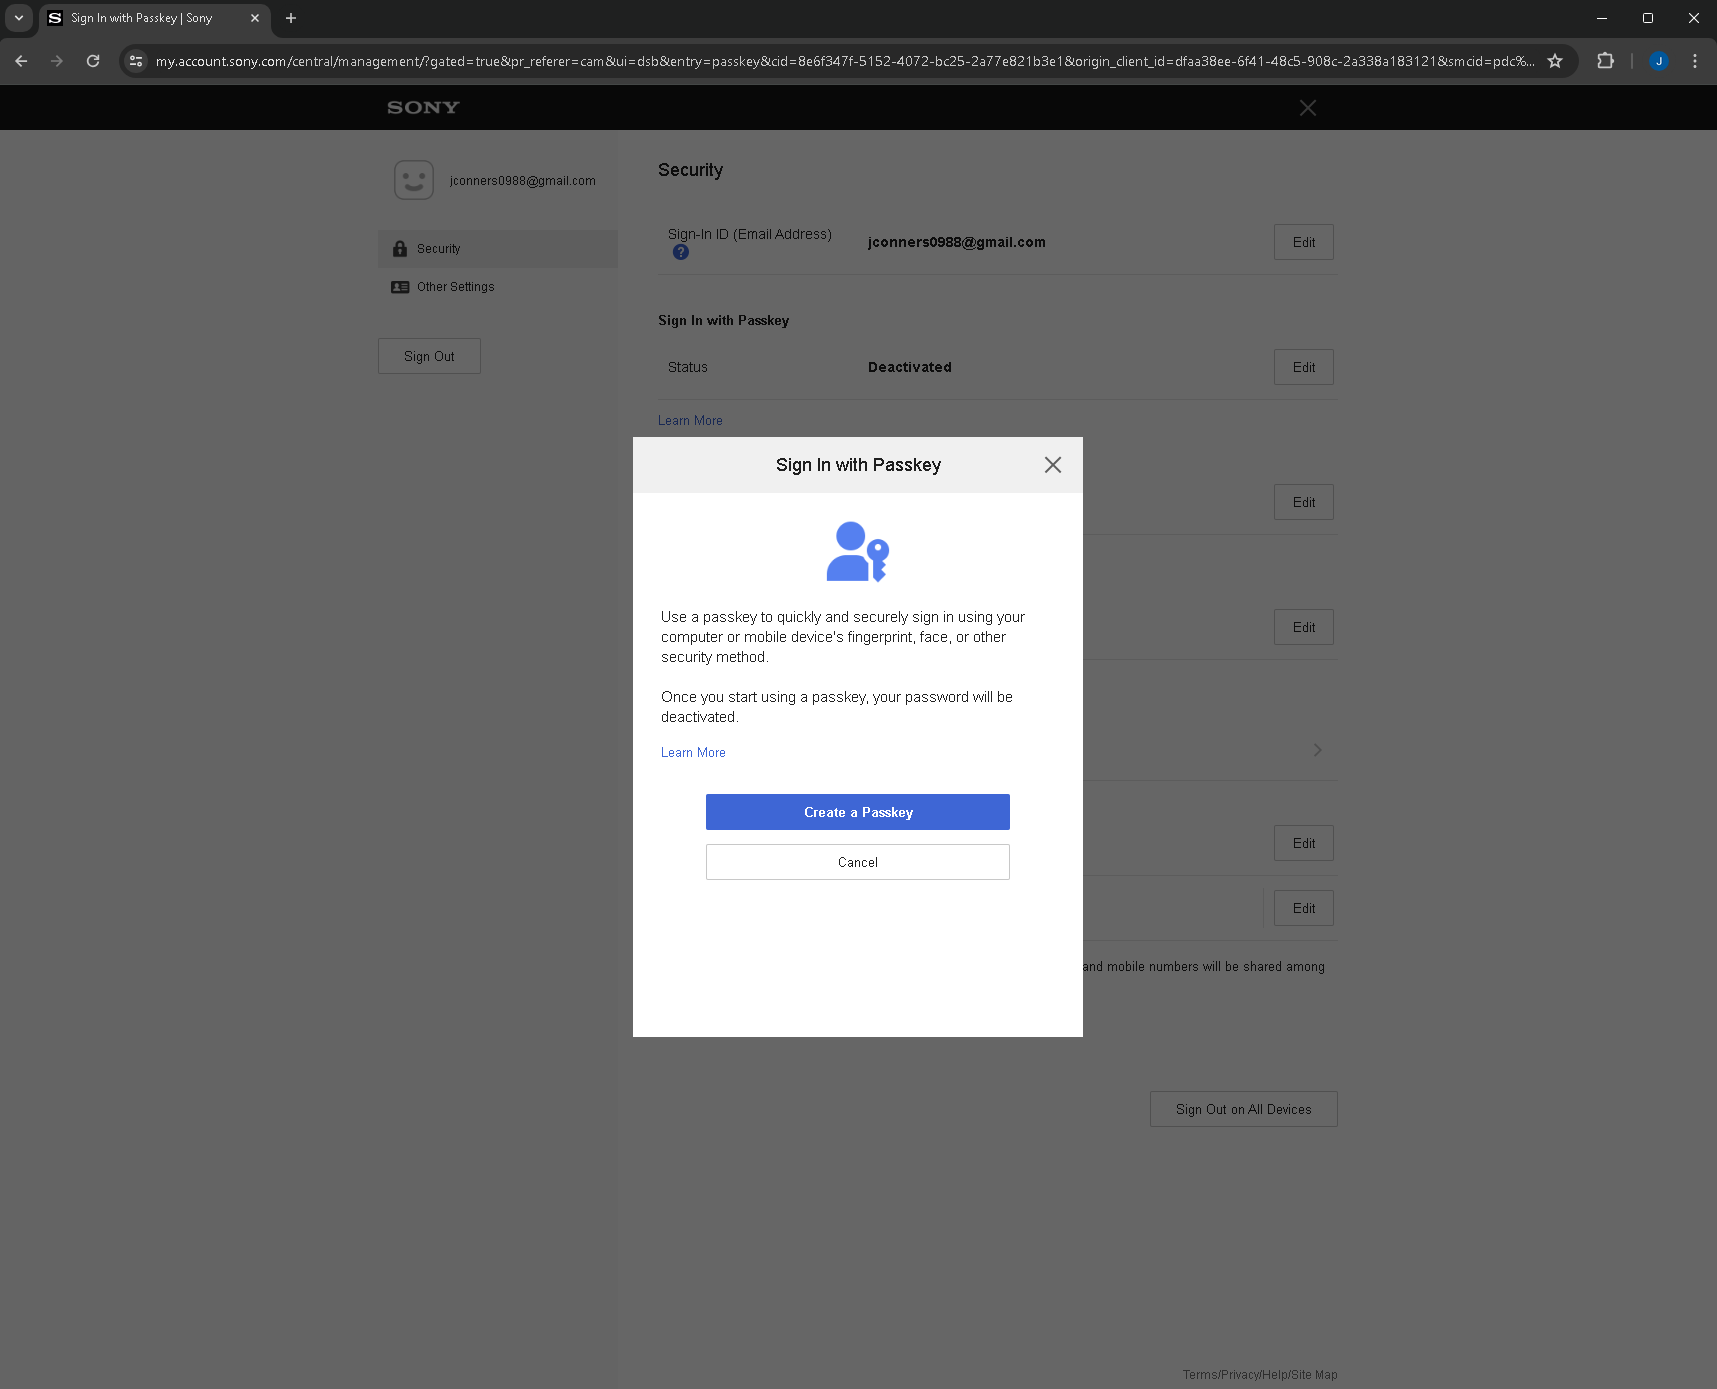 Sign In with Passkey | Sony
my.account.sony.com/central/management/?gated=true&pr_referer=cam&ui=dsb&entry=passkey&cid=8e6f347f-5152-4072-bc25-2a77e821b3e1&origin_client_id=dfaa38ee-6f41-48c5-908c-2a338a183121&smcid=pdc%...
J
SONY
jconners0988@gmail.com
Security
Other Settings
Sign Out
Security
Sign-In ID (Email Address)
?
jconners0988@gmail.com
Edit
Sign In with Passkey
Status
Deactivated
Edit
Learn More
Edit
Edit
Edit
Edit
and mobile numbers will be shared among
Sign Out on All Devices
Sign In with Passkey
Use a passkey to quickly and securely sign in using your
computer or mobile device's fingerprint, face, or other
security method.
Once you start using a passkey, your password will be
deactivated.
Learn More
Create a Passkey
Cancel
Terms/Privacy/Help/Site Map